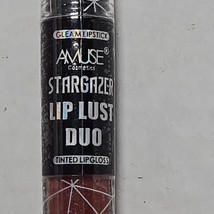 GLEAM LIPSTICK
AMUSE®
Cosmetics
STARGAZER
LIP LUST
DUO
TINTED LIPGLOSS